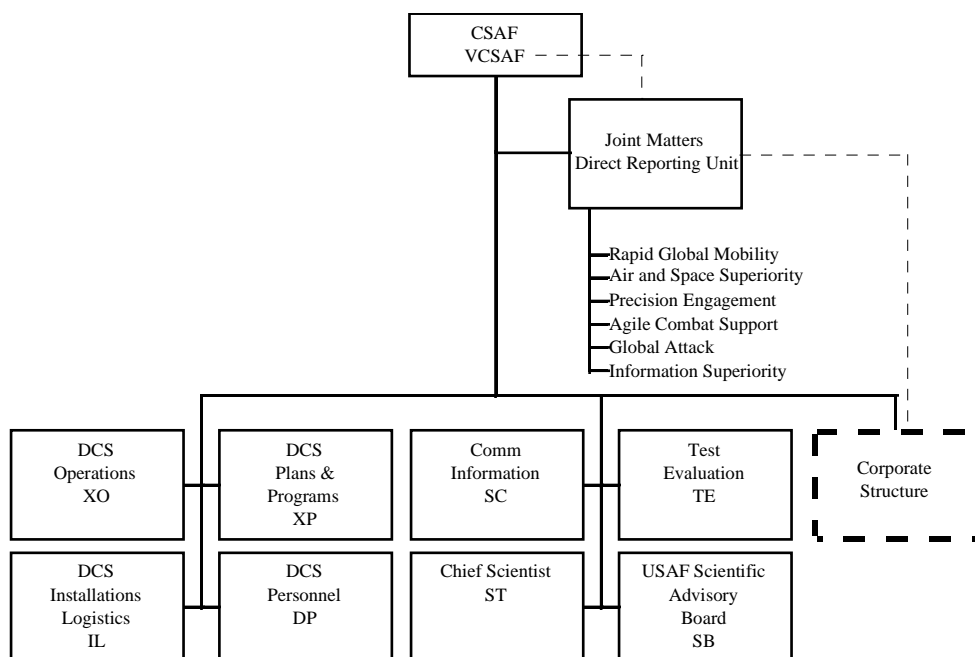 CSAF
VCSAF
Joint Matters
Direct Reporting Unit
Rapid Global Mobility
Air and Space Superiority
Precision Engagement
Agile Combat Support
Global Attack
Information Superiority
DCS
Operations
XO
DCS
Plans &
Programs
XP
Comm
Information
SC
Test
Evaluation
TE
Corporate
Structure
DCS
Installations
Logistics
IL
DCS
Personnel
DP
Chief Scientist
ST
USAF Scientific
Advisory
Board
SB